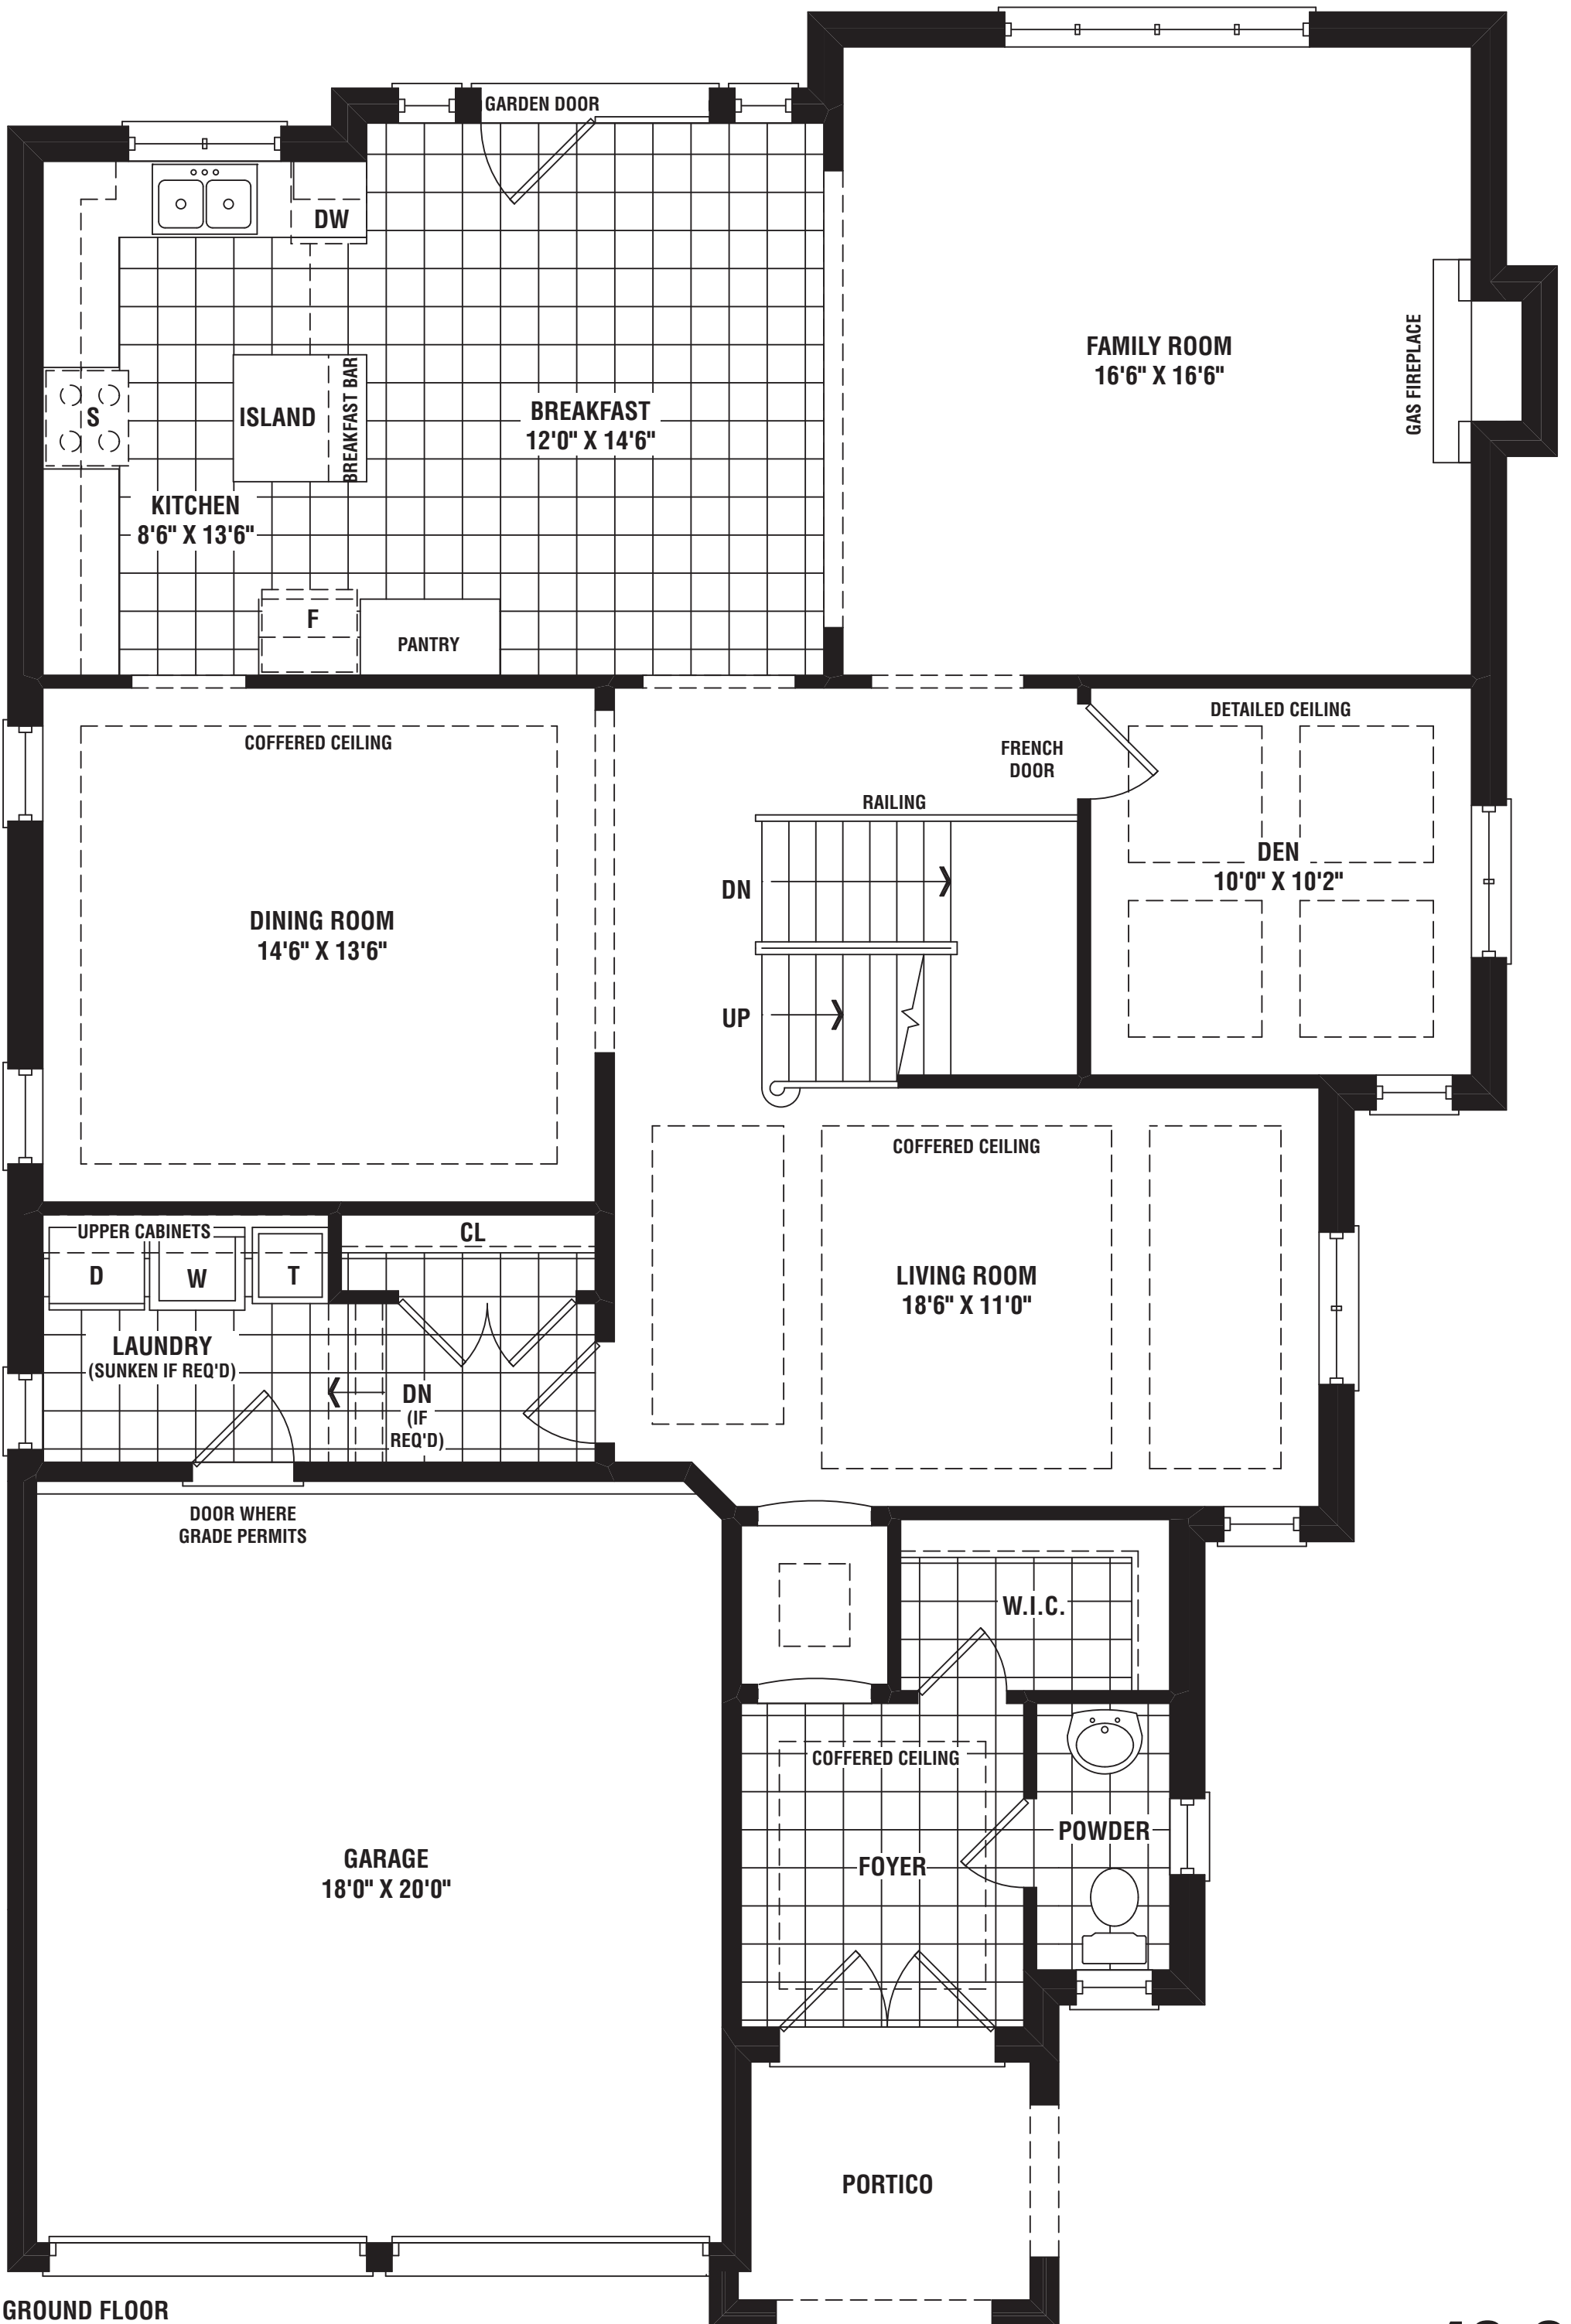 GARDEN DOOR
DW
FAMILY ROOM
16'6" X 16'6"
GAS FIREPLACE
S
ISLAND
BREAKFAST BAR
BREAKFAST
12'0" X 14'6"
KITCHEN
8'6" X 13'6"
F
PANTRY
COFFERED CEILING
DETAILED CEILING
FRENCH
DOOR
RAILING
DEN
10'0" X 10'2"
DN
DINING ROOM
14'6" X 13'6"
UP
COFFERED CEILING
UPPER CABINETS
CL
D
W
T
LIVING ROOM
18'6" X 11'0"
LAUNDRY
(SUNKEN IF REQ'D)
DN
(IF
REQ'D)
DOOR WHERE
GRADE PERMITS
W.I.C.
COFFERED CEILING
POWDER
FOYER
GARAGE
18'0" X 20'0"
PORTICO
GROUND FLOOR